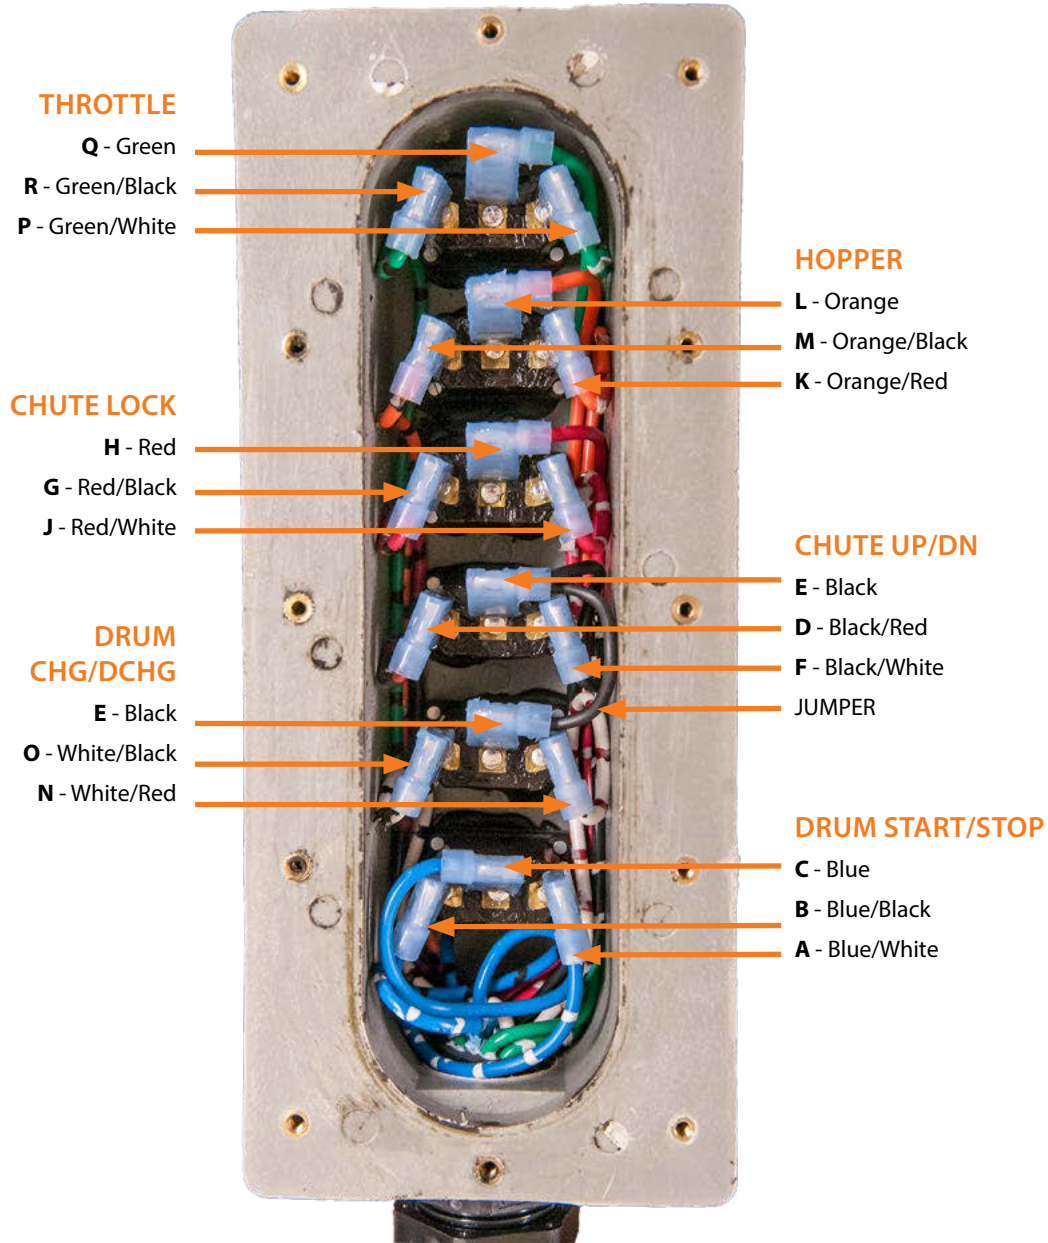 THROTTLE
Q - Green
R - Green/Black
P - Green/White
HOPPER
L - Orange
M - Orange/Black
K - Orange/Red
CHUTE LOCK
H - Red
G - Red/Black
J - Red/White
CHUTE UP/DN
E - Black
D - Black/Red
F - Black/White
JUMPER
DRUM
CHG/DCHG
E - Black
O - White/Black
N - White/Red
DRUM START/STOP
C - Blue
B - Blue/Black
A - Blue/White